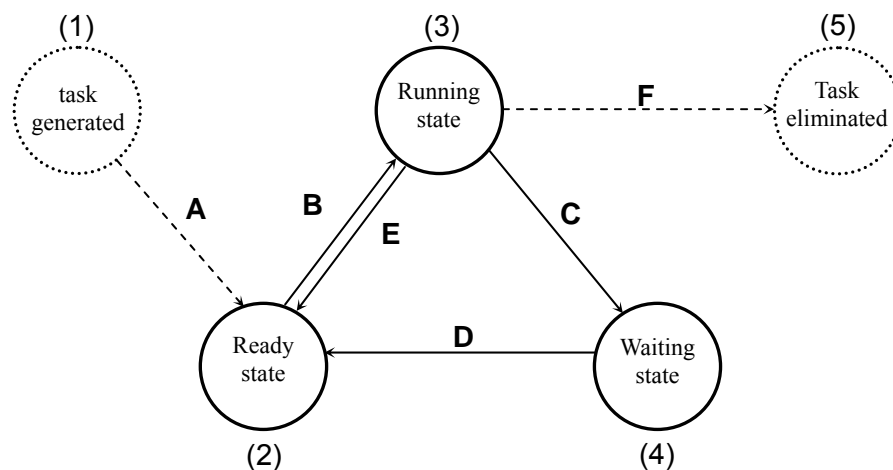 (1)
(3)
(5)
task
generated
Running
state
Task
eliminated
F
A
B
E
C
D
Ready
state
Waiting
state
(2)
(4)